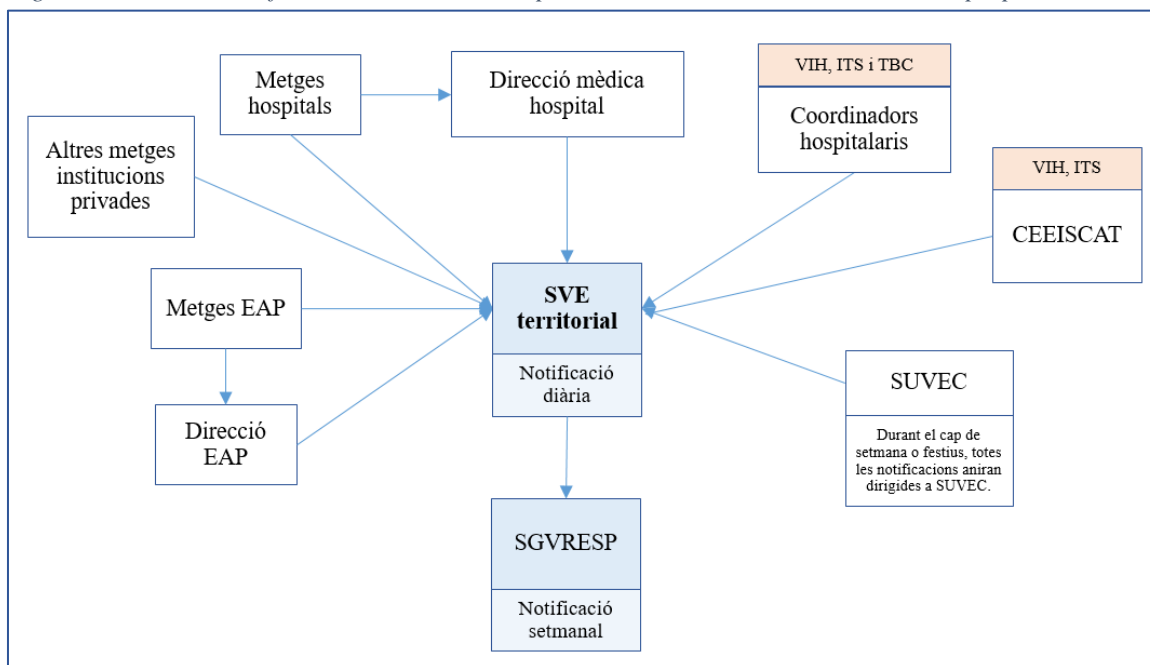 Metges
hospitals
Direcció mèdica
hospital
VIH, ITS i TBC
Coordinadors
hospitalaris
Altres metges
institucions
privades
VIH, ITS
CEEISCAT
Metges EAP
SVE
territorial
Notificació
diària
Direcció
EAP
SUVEC
Durant el cap de
setmana o festius, totes
les notificacions aniran
dirigides a SUVEC.
SGVRESP
Notificació
setmanal